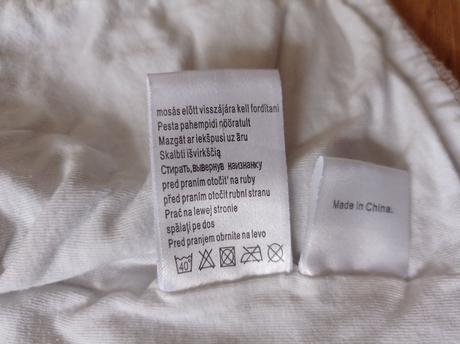 mosás elõtt visszájára kell fordítani
Pesta pahempidi nööratult
Mazgāt ar iekšpusi uz āru
Skalbti išvirkščią
Стирать, вывернув наизнанку
pred praním otočit' na ruby
před praním otočit rubní stranu
Prać na lewej stronie
spălaţi pe dos
Pred pranjem obrnite na levo
40°
Made in China.